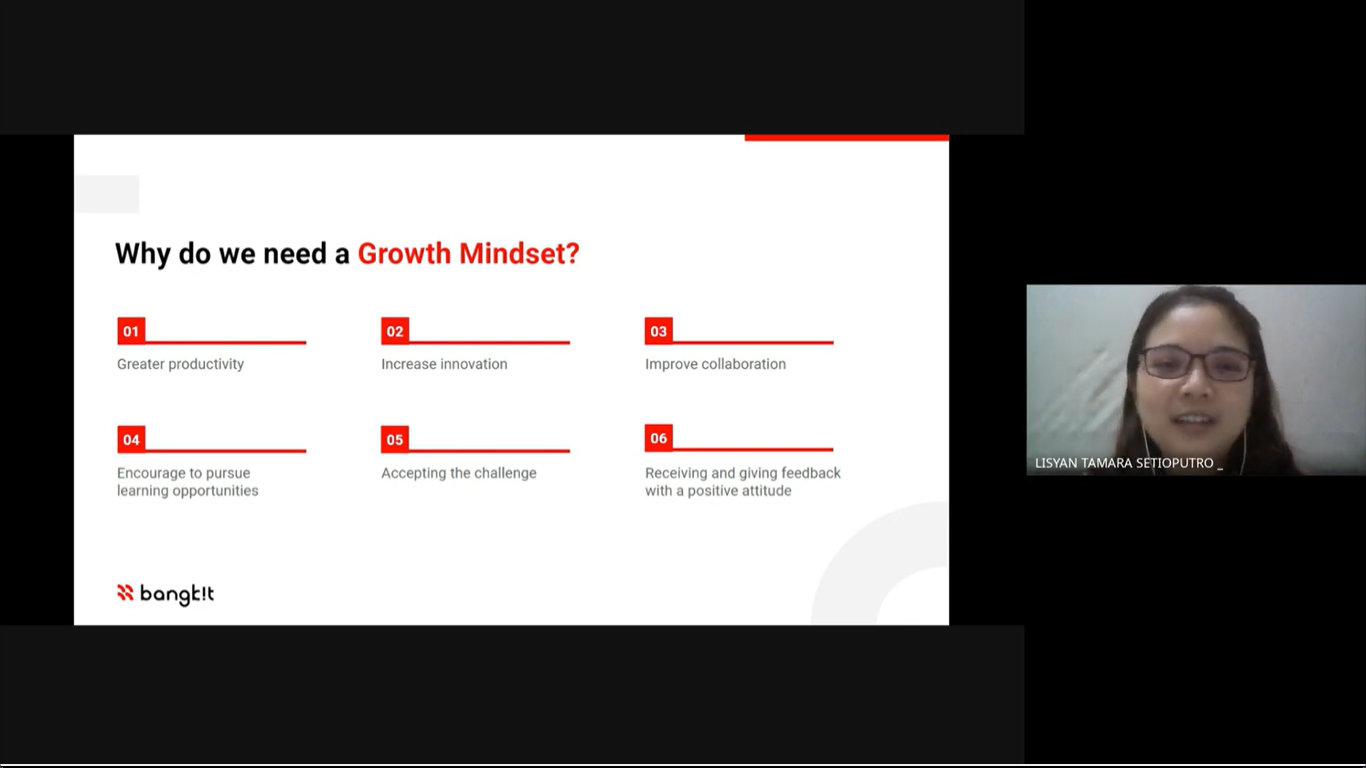 Why do we need a Growth Mindset?
01
Greater productivity
02
Increase innovation
03
Improve collaboration
04
Encourage to pursue
learning opportunities
05
Accepting the challenge
06
Receiving and giving feedback
with a positive attitude
bangk!t
LISYAN TAMARA SETIOPUTRO _